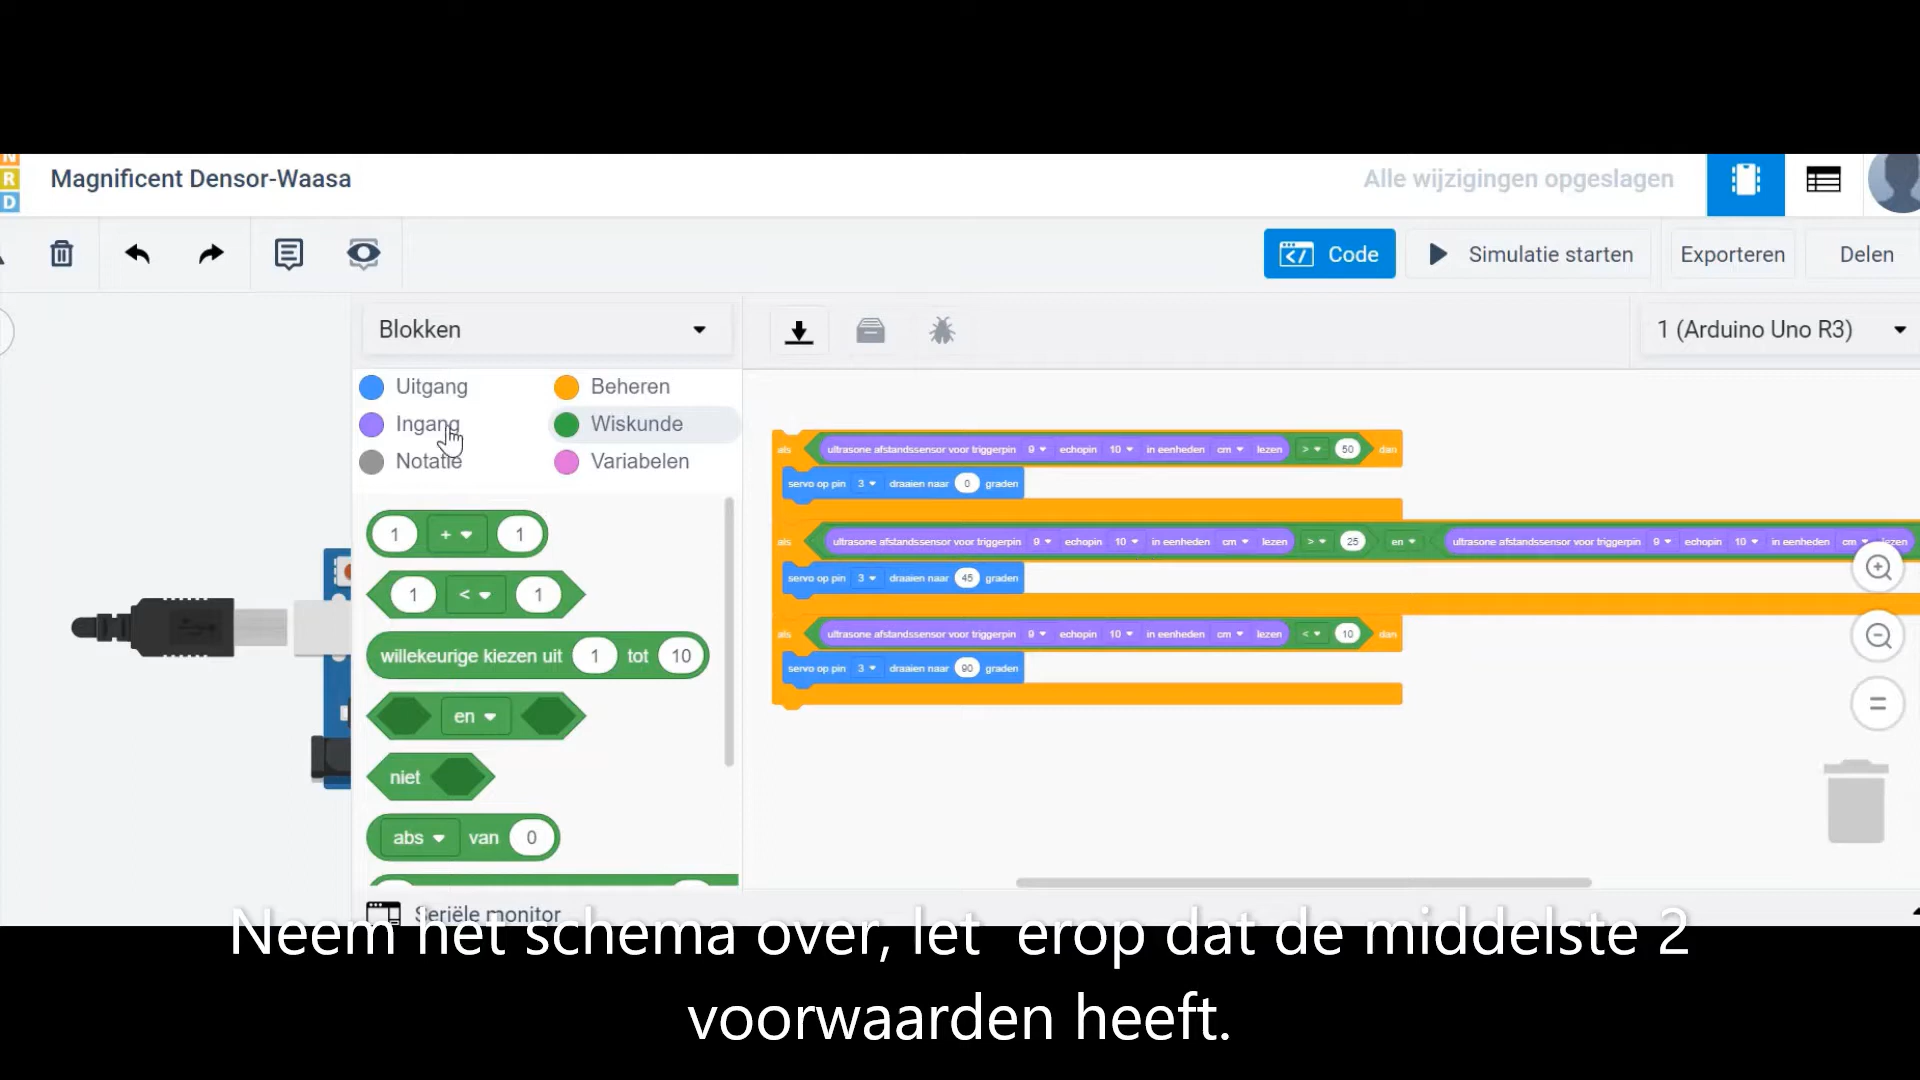 N
R
D
Magnificent Densor-Waasa
Alle wijzigingen opgeslagen
Code
Simulatie starten
Exporteren
Delen
Blokken
1 (Arduino Uno R3)
Uitgang
Beheren
Ingang
Wiskunde
Notatie
Variabelen
1 + 1
1 < 1
willekeurige kiezen uit 1 tot 10
en
niet
abs van 0
als ultrasone afstandssensor voor triggerpin 9 echopin 10 in eenheden cm lezen > 50 dan
servo op pin 3 draaien naar 0 graden
als ultrasone afstandssensor voor triggerpin 9 echopin 10 in eenheden cm lezen > 25 en ultrasone afstandssensor voor triggerpin 9 echopin 10 in eenheden cm lezen
servo op pin 3 draaien naar 45 graden
als ultrasone afstandssensor voor triggerpin 9 echopin 10 in eenheden cm lezen < 10 dan
servo op pin 3 draaien naar 90 graden
Seriële monitor
Neem het schema over, let erop dat de middelste 2
voorwaarden heeft.